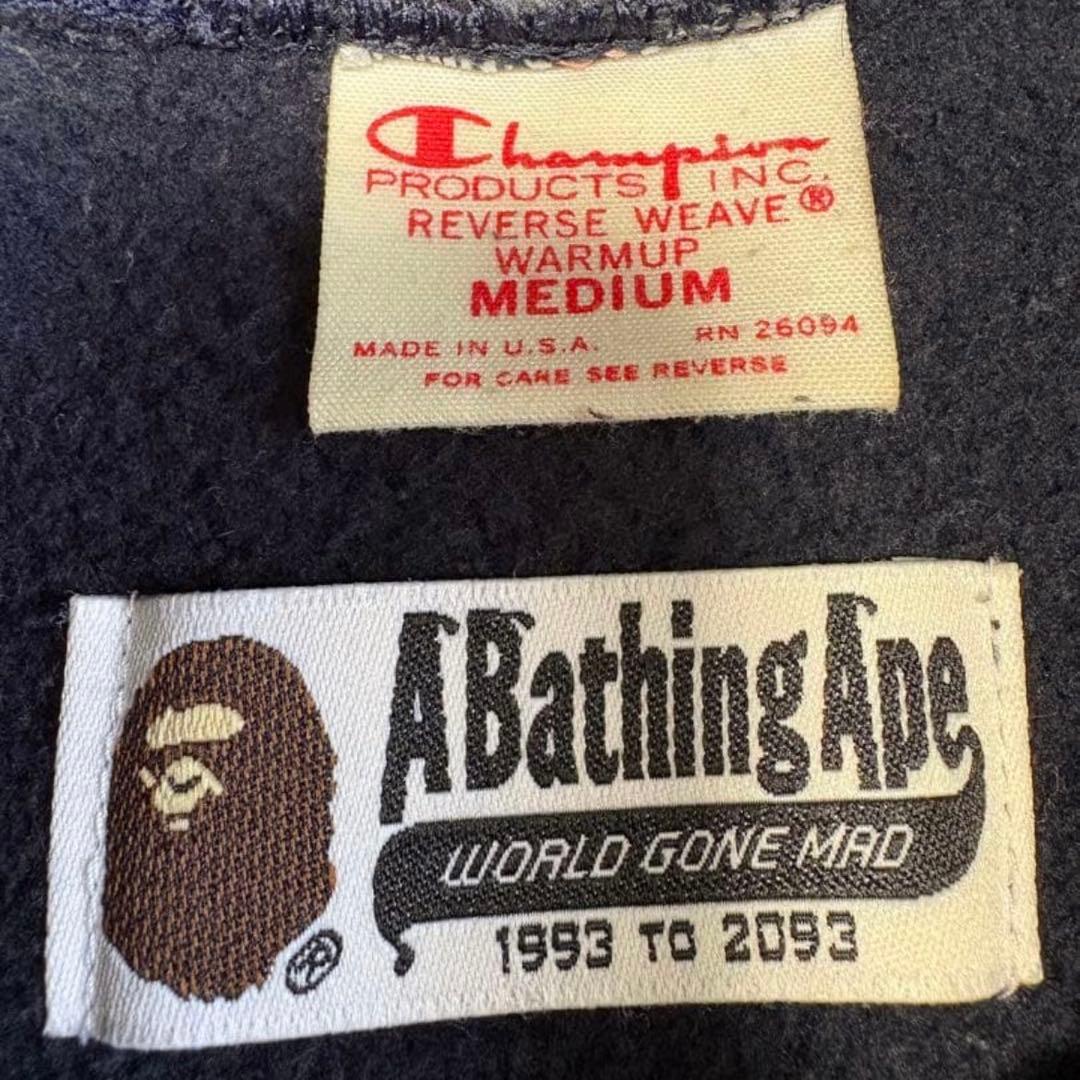 Champion
PRODUCTS INC.
REVERSE WEAVE®
WARMUP
MEDIUM
MADE IN U.S.A. RN 26094
FOR CARE SEE REVERSE
A Bathing Ape
WORLD GONE MAD
1993 TO 2093
®